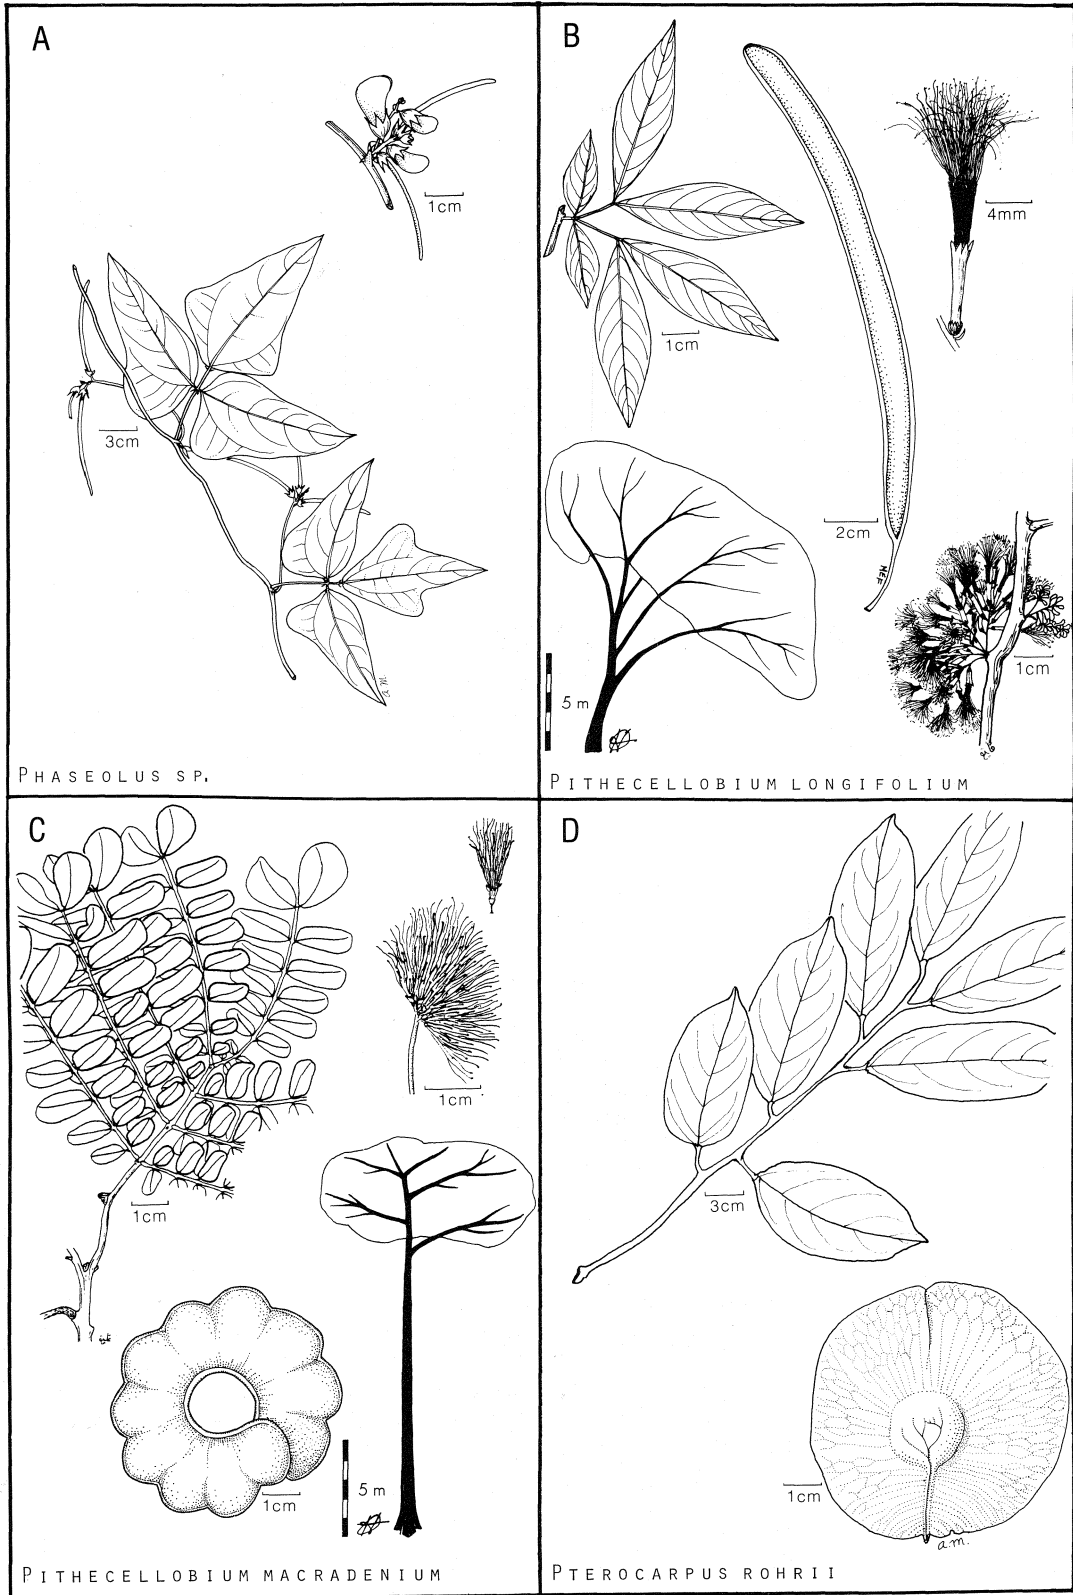 A
1cm
3cm
a.m.
PHASEOLUS SP.
B
4mm
1cm
2cm
MEF
1cm
5 m
PITHECELLOBIUM LONGIFOLIUM
C
1cm
1cm
1cm
5 m
PITHECELLOBIUM MACRADENIUM
D
3cm
1cm
a.m.
PTEROCARPUS ROHRII